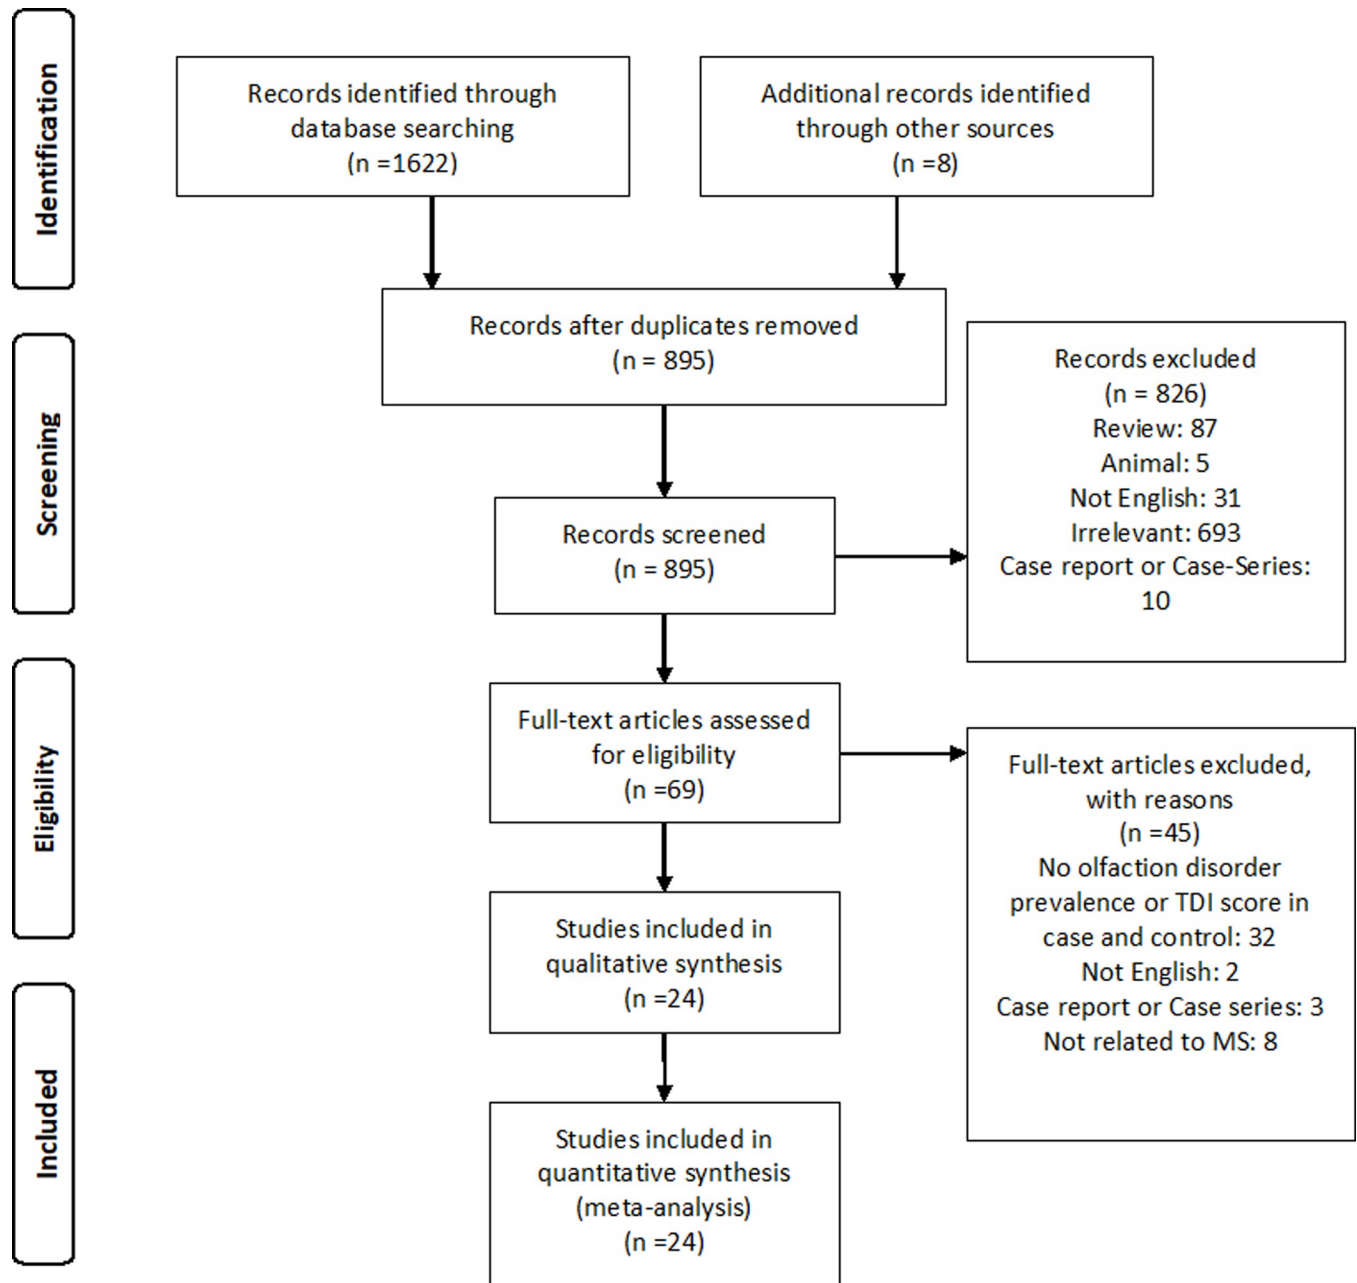 Identification
Records identified through
database searching
(n =1622)
Additional records identified
through other sources
(n =8)
Records after duplicates removed
(n = 895)
Screening
Records screened
(n = 895)
Records excluded
(n = 826)
Review: 87
Animal: 5
Not English: 31
Irrelevant: 693
Case report or Case-Series:
10
Eligibility
Full-text articles assessed
for eligibility
(n =69)
Full-text articles excluded,
with reasons
(n =45)
No olfaction disorder
prevalence or TDI score in
case and control: 32
Not English: 2
Case report or Case series: 3
Not related to MS: 8
Studies included in
qualitative synthesis
(n =24)
Included
Studies included in
quantitative synthesis
(meta-analysis)
(n =24)